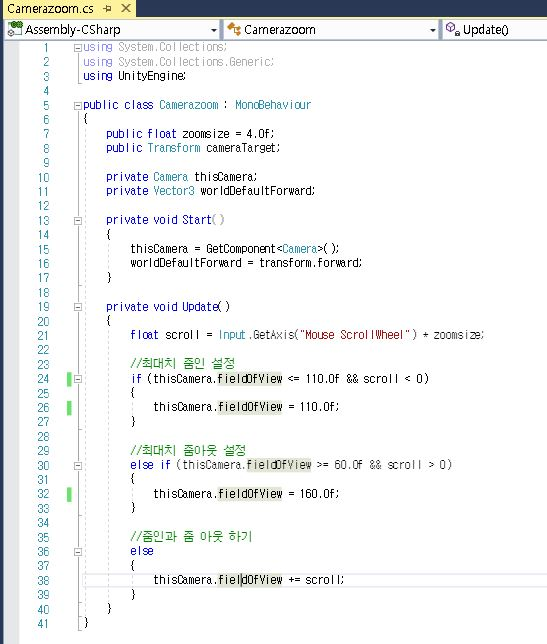 Camerazoom.cs
Assembly-CSharp Camerazoom Update()
1 using System.Collections;
2 using System.Collections.Generic;
3 using UnityEngine;
4
5 public class Camerazoom : MonoBehaviour
6 {
7 public float zoomsize = 4.0f;
8 public Transform cameraTarget;
9
10 private Camera thisCamera;
11 private Vector3 worldDefaultForward;
12
13 private void Start()
14 {
15 thisCamera = GetComponent<Camera>();
16 worldDefaultForward = transform.forward;
17 }
18
19 private void Update()
20 {
21 float scroll = Input.GetAxis("Mouse ScrollWheel") * zoomsize;
22
23 //최대치 줌인 설정
24 if (thisCamera.fieldOfView <= 110.0f && scroll < 0)
25 {
26 thisCamera.fieldOfView = 110.0f;
27 }
28
29 //최대치 줌아웃 설정
30 else if (thisCamera.fieldOfView >= 60.0f && scroll > 0)
31 {
32 thisCamera.fieldOfView = 160.0f;
33 }
34
35 //줌인과 줌 아웃 하기
36 else
37 {
38 thisCamera.fieldOfView += scroll;
39 }
40 }
41 }